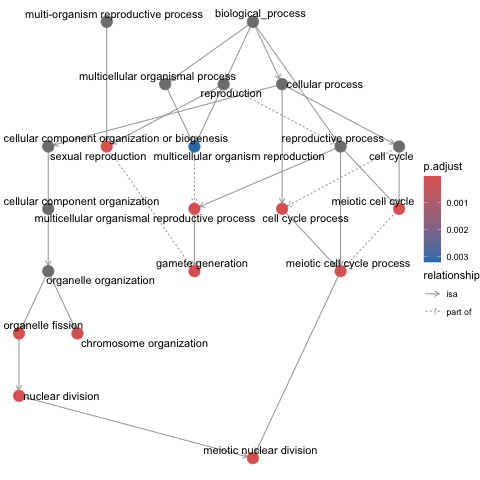 multi-organism reproductive process
biological_process
multicellular organismal process
cellular process
reproduction
cellular component organization or biogenesis
reproductive process
sexual reproduction
multicellular organism reproduction
cell cycle
p.adjust
0.001
0.002
0.003
cellular component organization
meiotic cell cycle
multicellular organismal reproductive process
cell cycle process
gamete generation
meiotic cell cycle process
relationship
isa
part of
organelle organization
organelle fission
chromosome organization
nuclear division
meiotic nuclear division